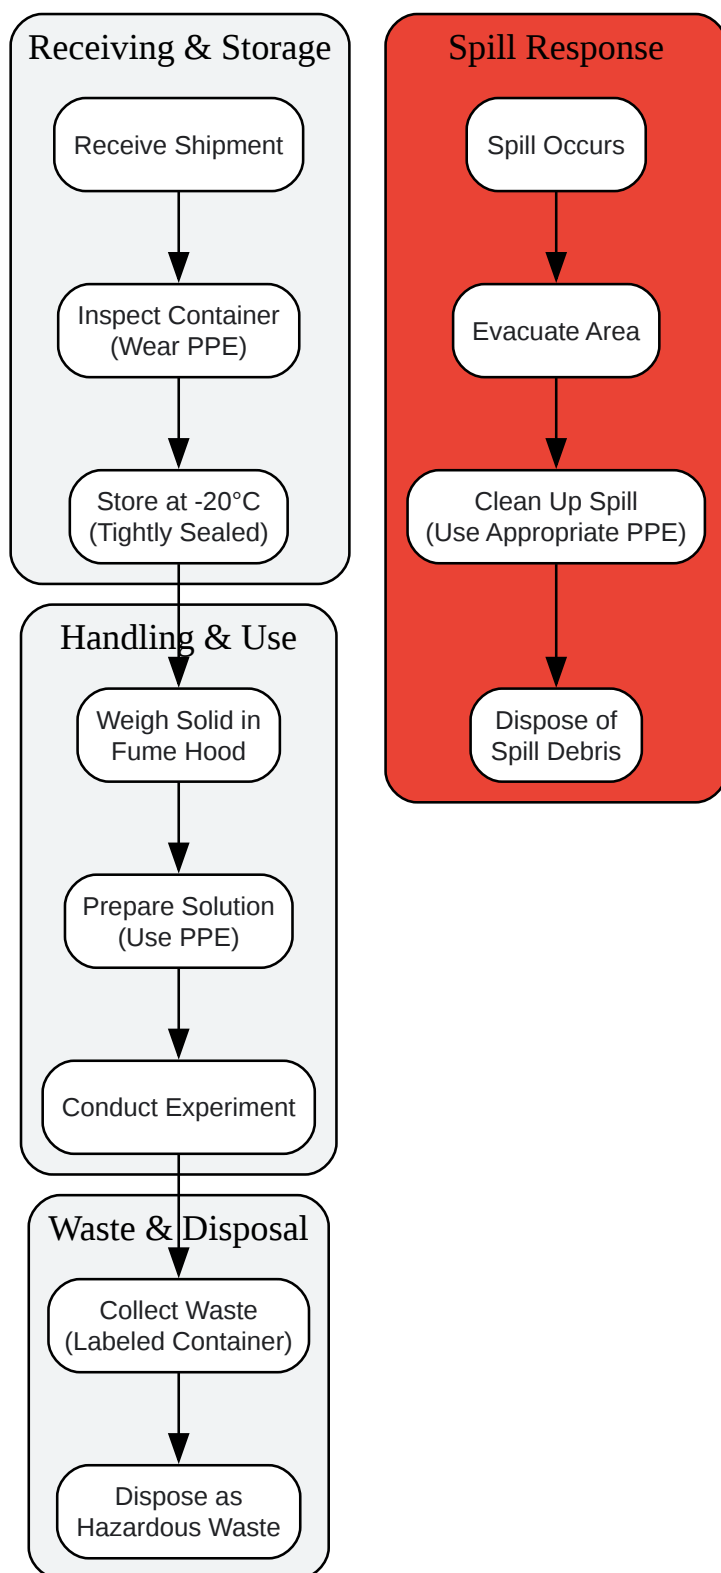 Receiving & Storage
Receive Shipment
Inspect Container
(Wear PPE)
Store at -20°C
(Tightly Sealed)
Handling & Use
Weigh Solid in
Fume Hood
Prepare Solution
(Use PPE)
Conduct Experiment
Waste & Disposal
Collect Waste
(Labeled Container)
Dispose as
Hazardous Waste
Spill Response
Spill Occurs
Evacuate Area
Clean Up Spill
(Use Appropriate PPE)
Dispose of
Spill Debris